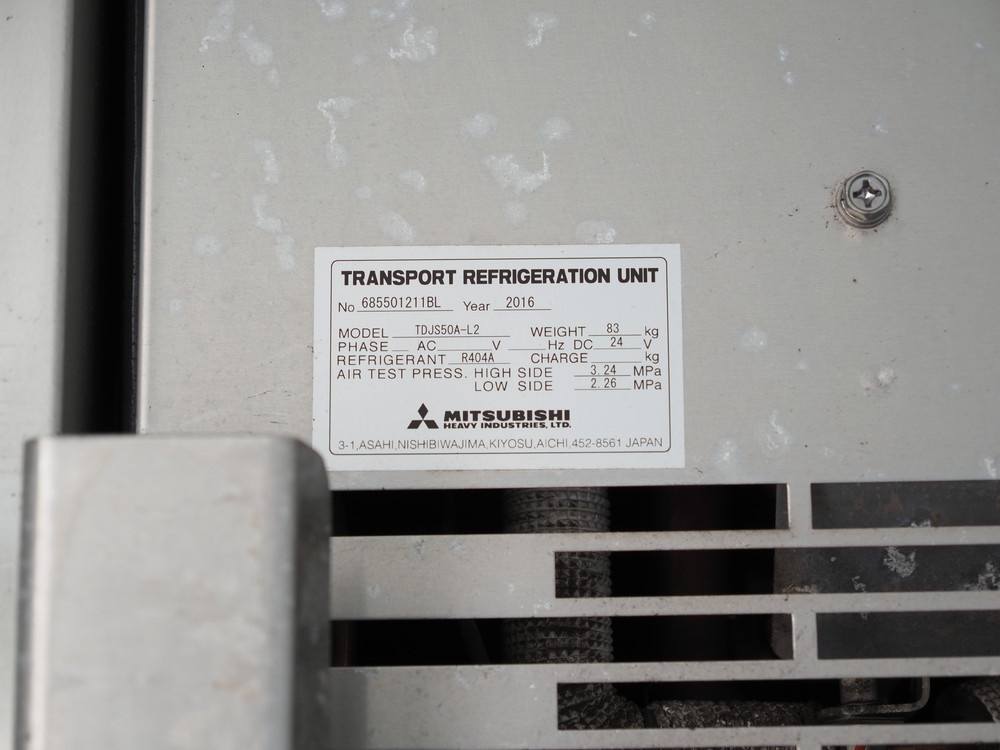 TRANSPORT REFRIGERATION UNIT
No 685501211BL Year 2016
MODEL TDJS50A-L2 WEIGHT 83 kg
PHASE AC V Hz DC 24 V
REFRIGERANT R404A CHARGE kg
AIR TEST PRESS. HIGH SIDE 3.24 MPa
LOW SIDE 2.26 MPa
MITSUBISHI
HEAVY INDUSTRIES, LTD.
3-1,ASAHI,NISHIBIWAJIMA,KIYOSU,AICHI,452-8561 JAPAN